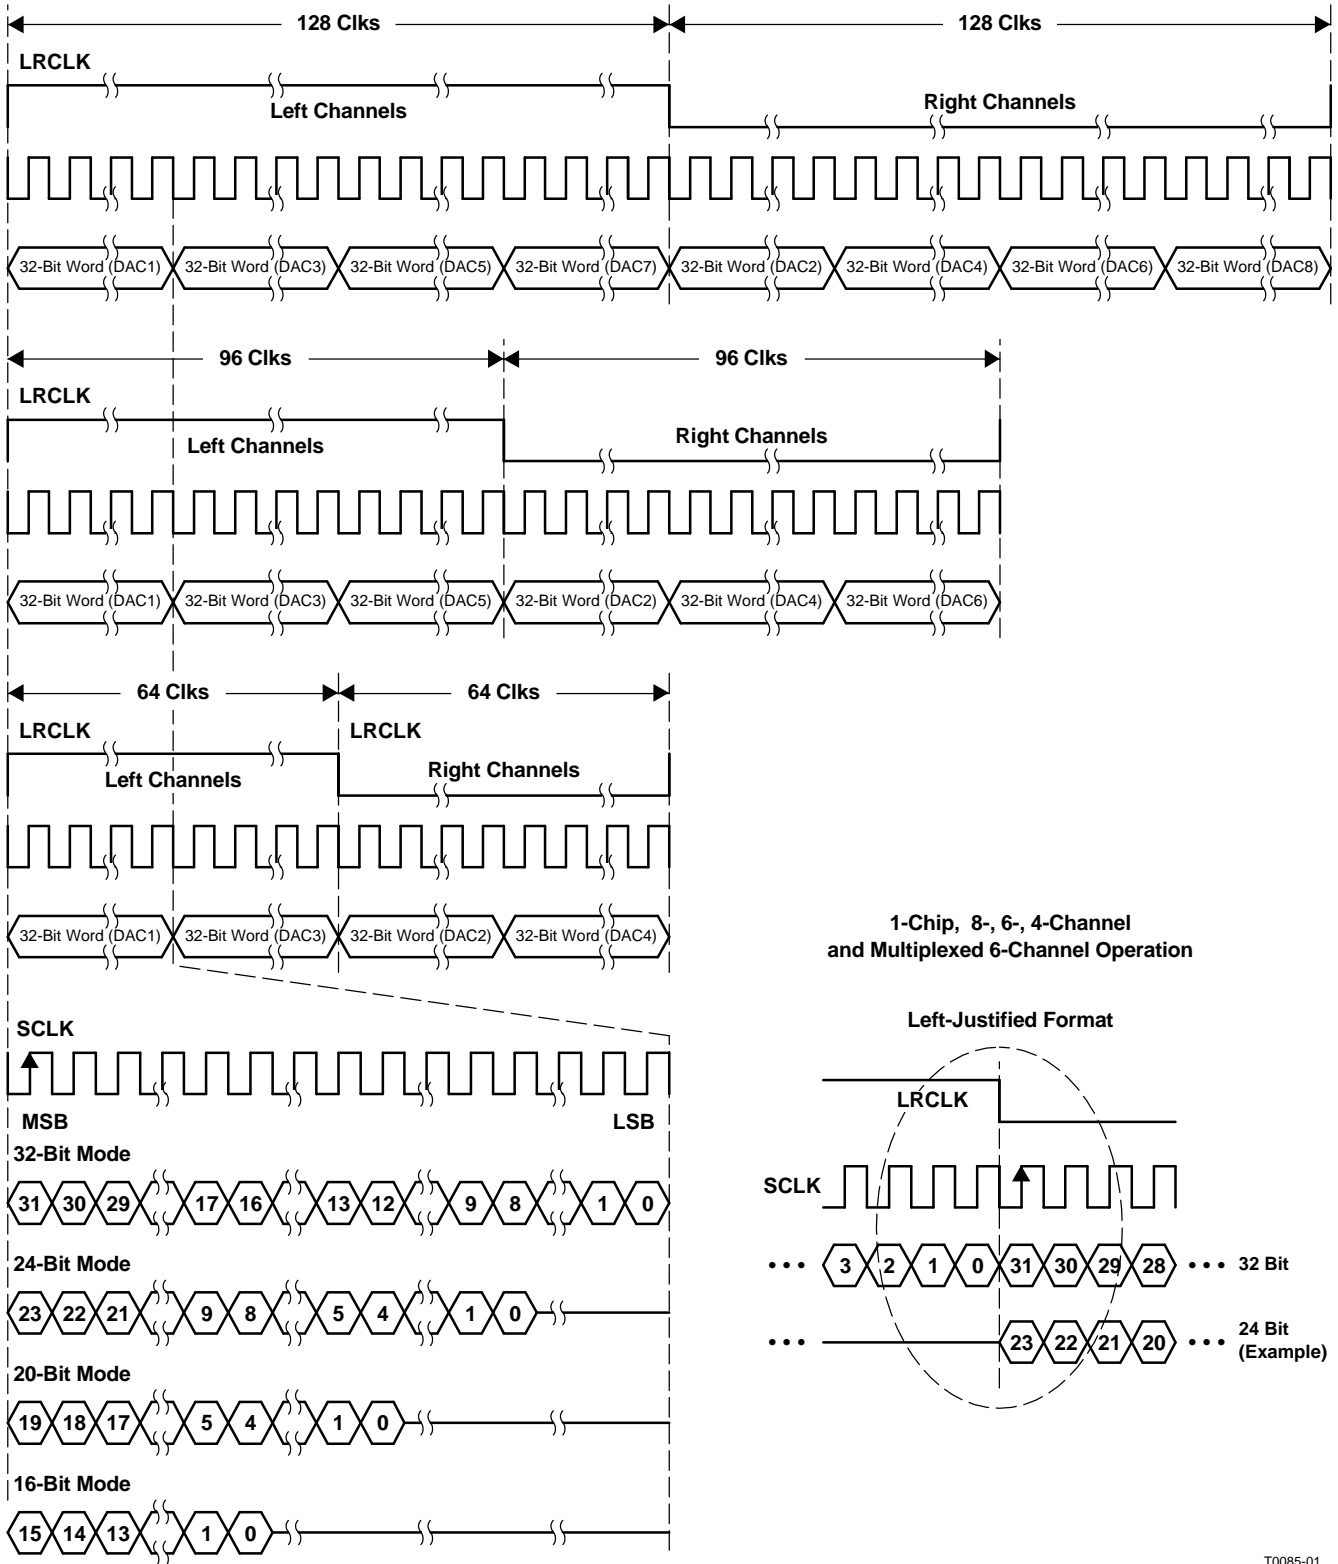 128 Clks 128 Clks
LRCLK
Left Channels Right Channels
32-Bit Word (DAC1) 32-Bit Word (DAC3) 32-Bit Word (DAC5) 32-Bit Word (DAC7) 32-Bit Word (DAC2) 32-Bit Word (DAC4) 32-Bit Word (DAC6) 32-Bit Word (DAC8)
96 Clks 96 Clks
LRCLK
Left Channels Right Channels
32-Bit Word (DAC1) 32-Bit Word (DAC3) 32-Bit Word (DAC5) 32-Bit Word (DAC2) 32-Bit Word (DAC4) 32-Bit Word (DAC6)
64 Clks 64 Clks
LRCLK LRCLK
Left Channels Right Channels
32-Bit Word (DAC1) 32-Bit Word (DAC3) 32-Bit Word (DAC2) 32-Bit Word (DAC4)
SCLK
MSB LSB
32-Bit Mode
31 30 29 17 16 13 12 9 8 1 0
24-Bit Mode
23 22 21 9 8 5 4 1 0
20-Bit Mode
19 18 17 5 4 1 0
16-Bit Mode
15 14 13 1 0
1-Chip, 8-, 6-, 4-Channel
and Multiplexed 6-Channel Operation
Left-Justified Format
LRCLK
SCLK
••• 3 2 1 0 31 30 29 28 ••• 32 Bit
••• 23 22 21 20 ••• 24 Bit
(Example)
T0085-01